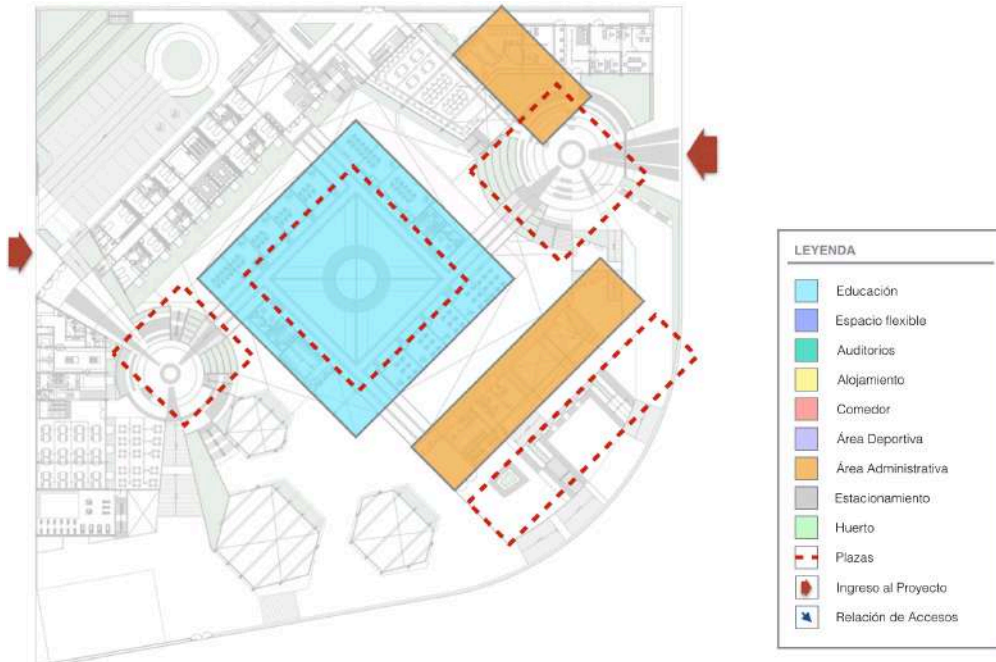 LEYENDA
Educación
Espacio flexible
Auditorios
Alojamiento
Comedor
Área Deportiva
Área Administrativa
Estacionamiento
Huerto
Plazas
Ingreso al Proyecto
Relación de Accesos